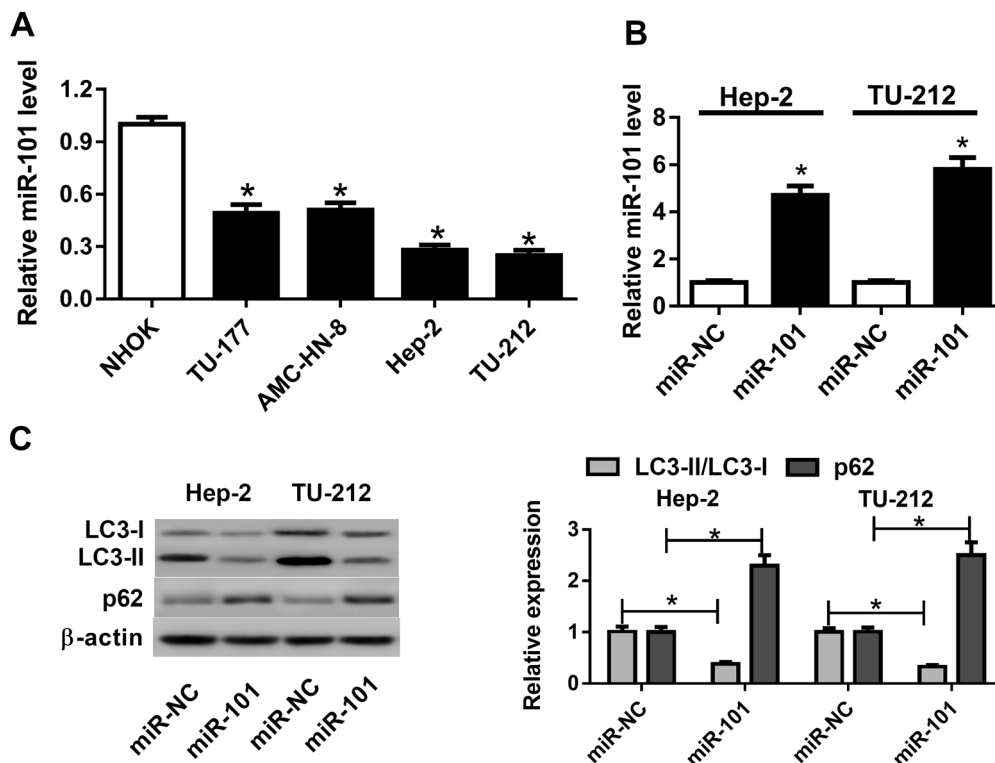 A
Relative miR-101 level
1.2
0.9
0.6
0.3
0.0
* * * *
NHOK TU-177 AMC-HN-8 Hep-2 TU-212
B
Hep-2 TU-212
Relative miR-101 level
8
6
4
2
0
* *
miR-NC miR-101 miR-NC miR-101
C
Hep-2 TU-212
LC3-I
LC3-II
p62
β-actin
miR-NC miR-101 miR-NC miR-101
LC3-II/LC3-I p62
Hep-2 TU-212
Relative expression
3
2
1
0
* *
* *
miR-NC miR-101 miR-NC miR-101